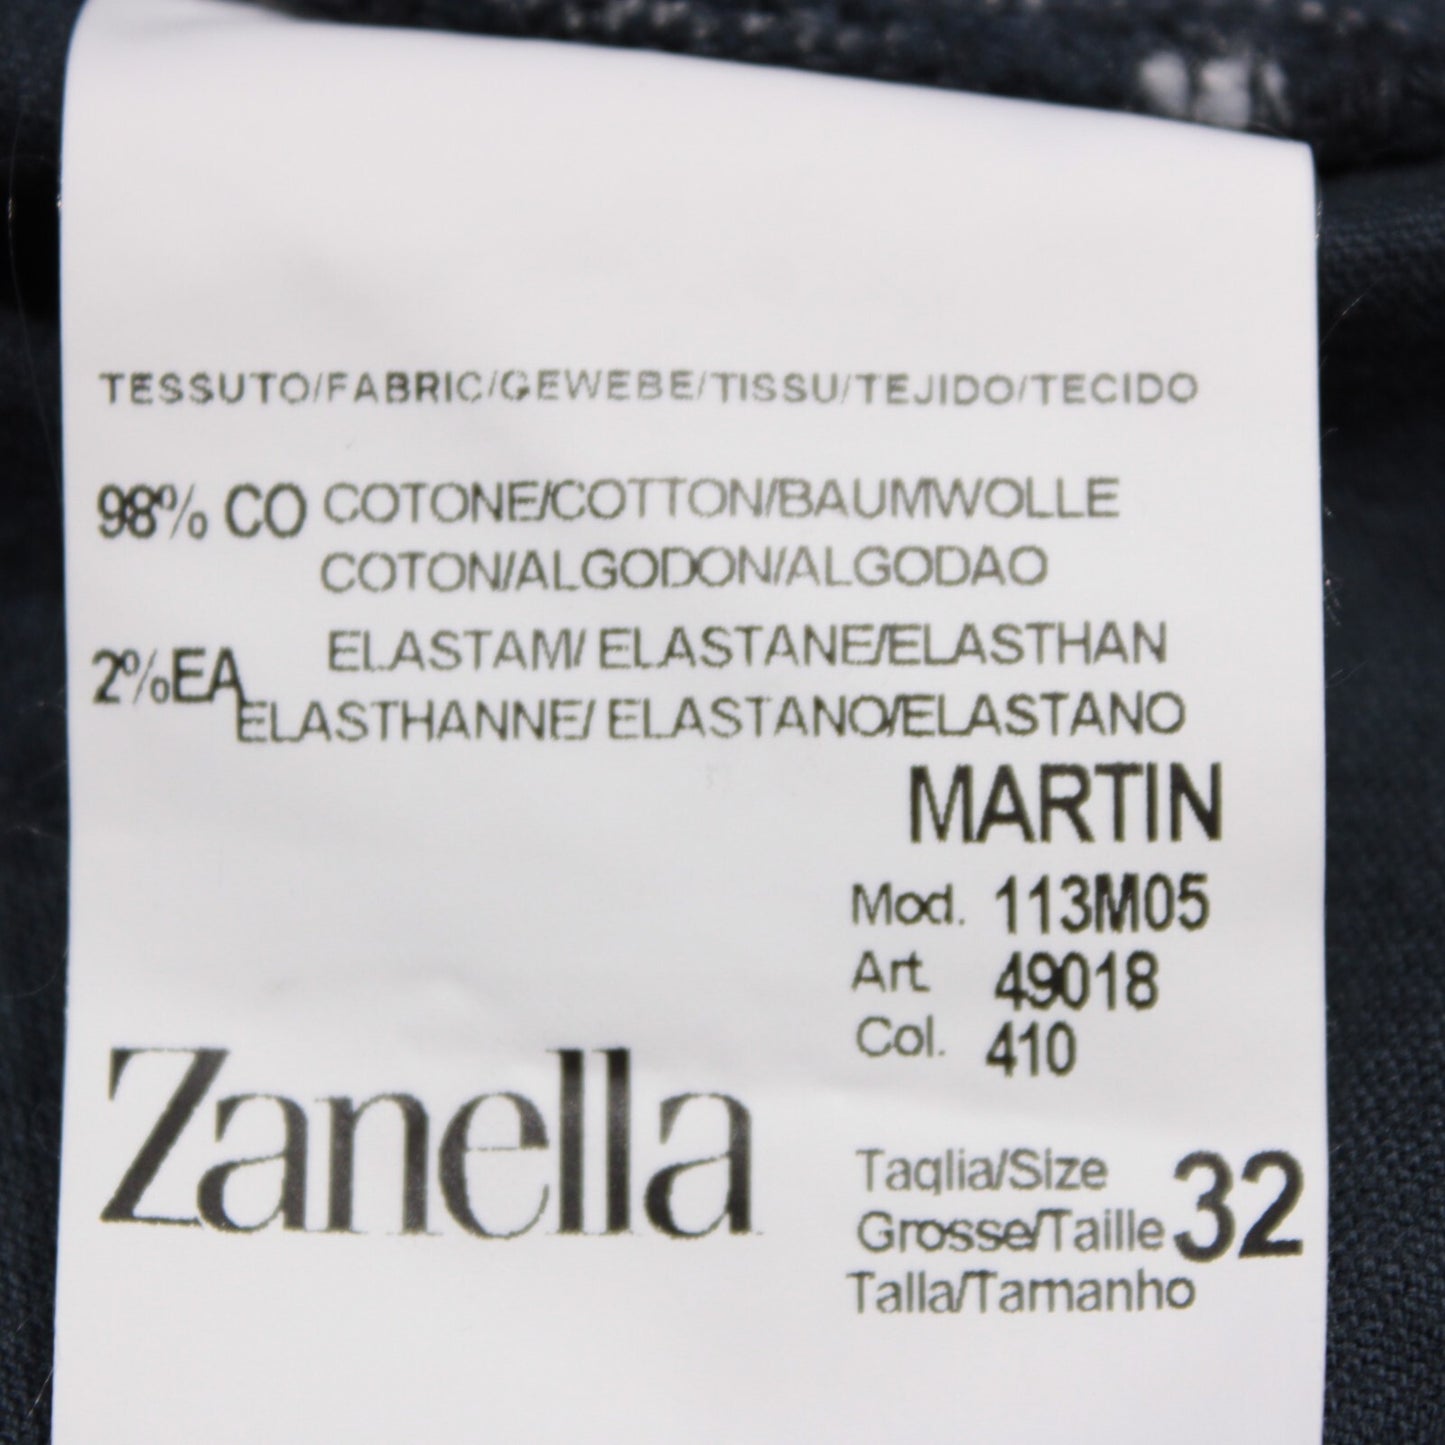 TESSUTO/FABRIC/GEWEBE/TISSU/TEJIDO/TECIDO
98% CO COTONE/COTTON/BAUMWOLLE
COTON/ALGODON/ALGODAO
2%EA ELASTAM/ ELASTANE/ELASTHAN
ELASTHANNE/ ELASTANO/ELASTANO
MARTIN
Mod. 113M05
Art. 49018
Col. 410
Zanella
Taglia/Size
Grosse/Taille 32
Talla/Tamanho